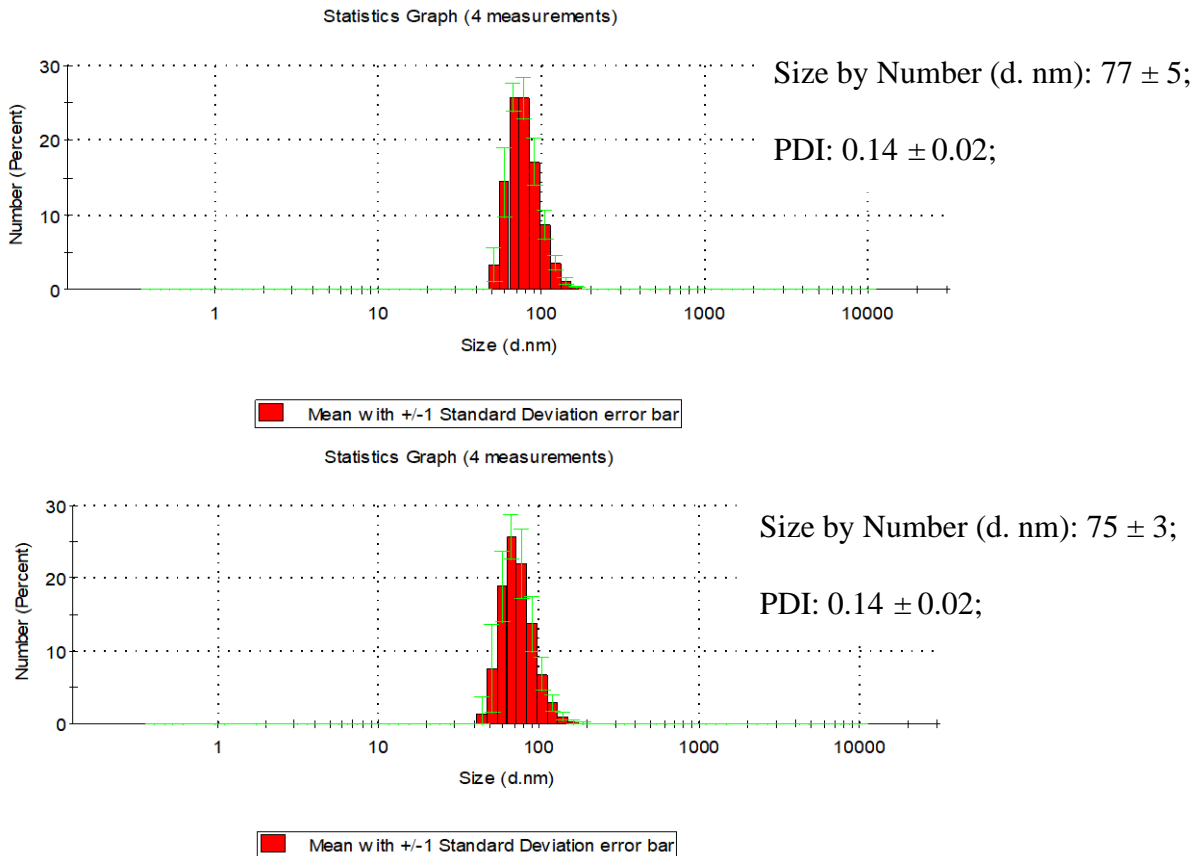 Statistics Graph (4 measurements)
Size by Number (d. nm): 77 ± 5;
PDI: 0.14 ± 0.02;
30
20
10
0
Number (Percent)
1 10 100 1000 10000
Size (d.nm)
Mean with +/-1 Standard Deviation error bar
Statistics Graph (4 measurements)
Size by Number (d. nm): 75 ± 3;
PDI: 0.14 ± 0.02;
30
20
10
0
Number (Percent)
1 10 100 1000 10000
Size (d.nm)
Mean with +/-1 Standard Deviation error bar